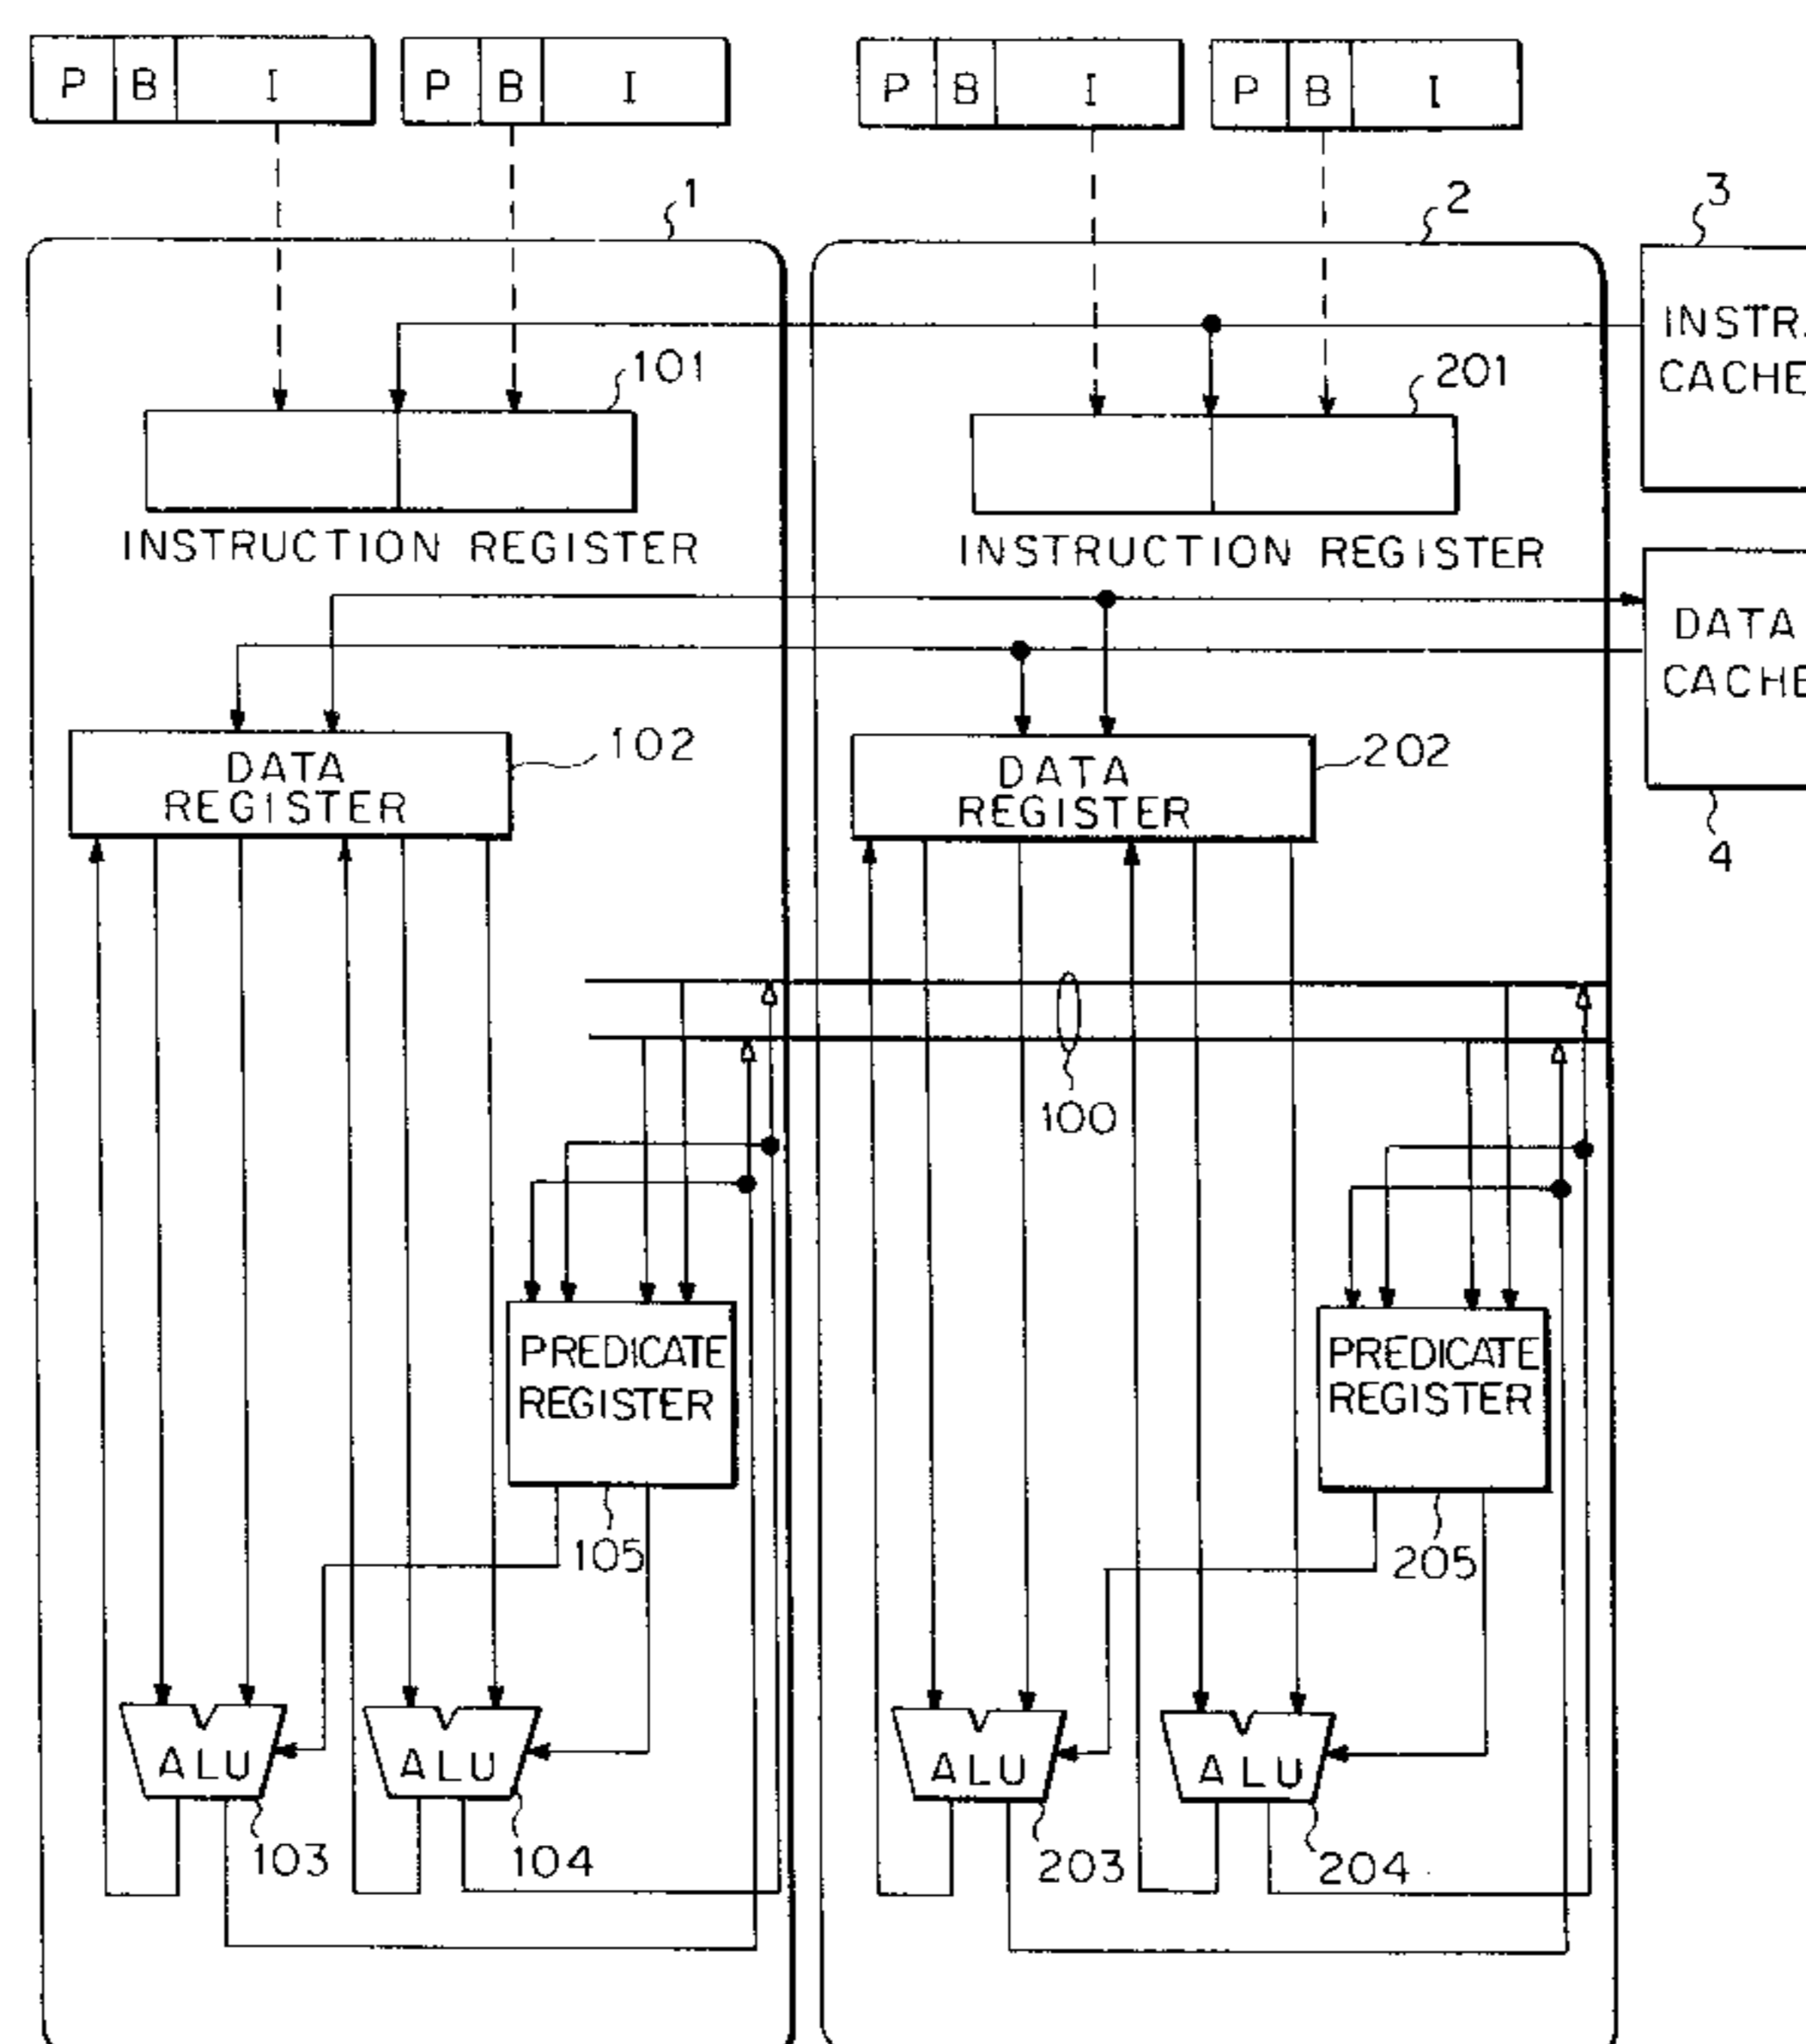 P B I P B I P B I P B I
1
2
3
INSTR.
CACHE
101
201
INSTRUCTION REGISTER
INSTRUCTION REGISTER
DATA
CACHE
4
DATA
REGISTER
102
DATA
REGISTER
202
100
PREDICATE
REGISTER
105
PREDICATE
REGISTER
205
ALU
103
ALU
104
ALU
203
ALU
204